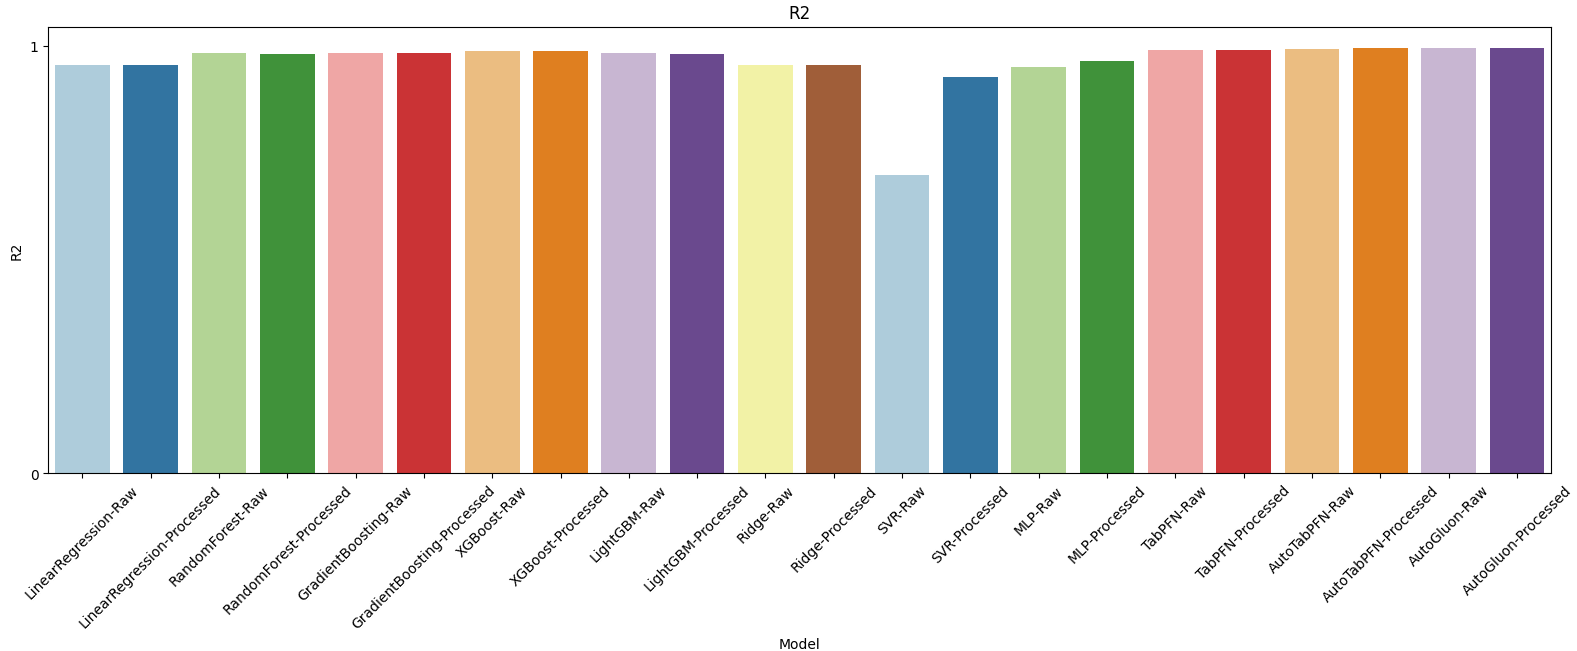 R2
1
R2
0
LinearRegression-Raw
LinearRegression-Processed
RandomForest-Raw
RandomForest-Processed
GradientBoosting-Raw
GradientBoosting-Processed
XGBoost-Raw
XGBoost-Processed
LightGBM-Raw
LightGBM-Processed
Ridge-Raw
Ridge-Processed
SVR-Raw
SVR-Processed
MLP-Raw
MLP-Processed
TabPFN-Raw
TabPFN-Processed
AutoTabPFN-Raw
AutoTabPFN-Processed
AutoGluon-Raw
AutoGluon-Processed
Model